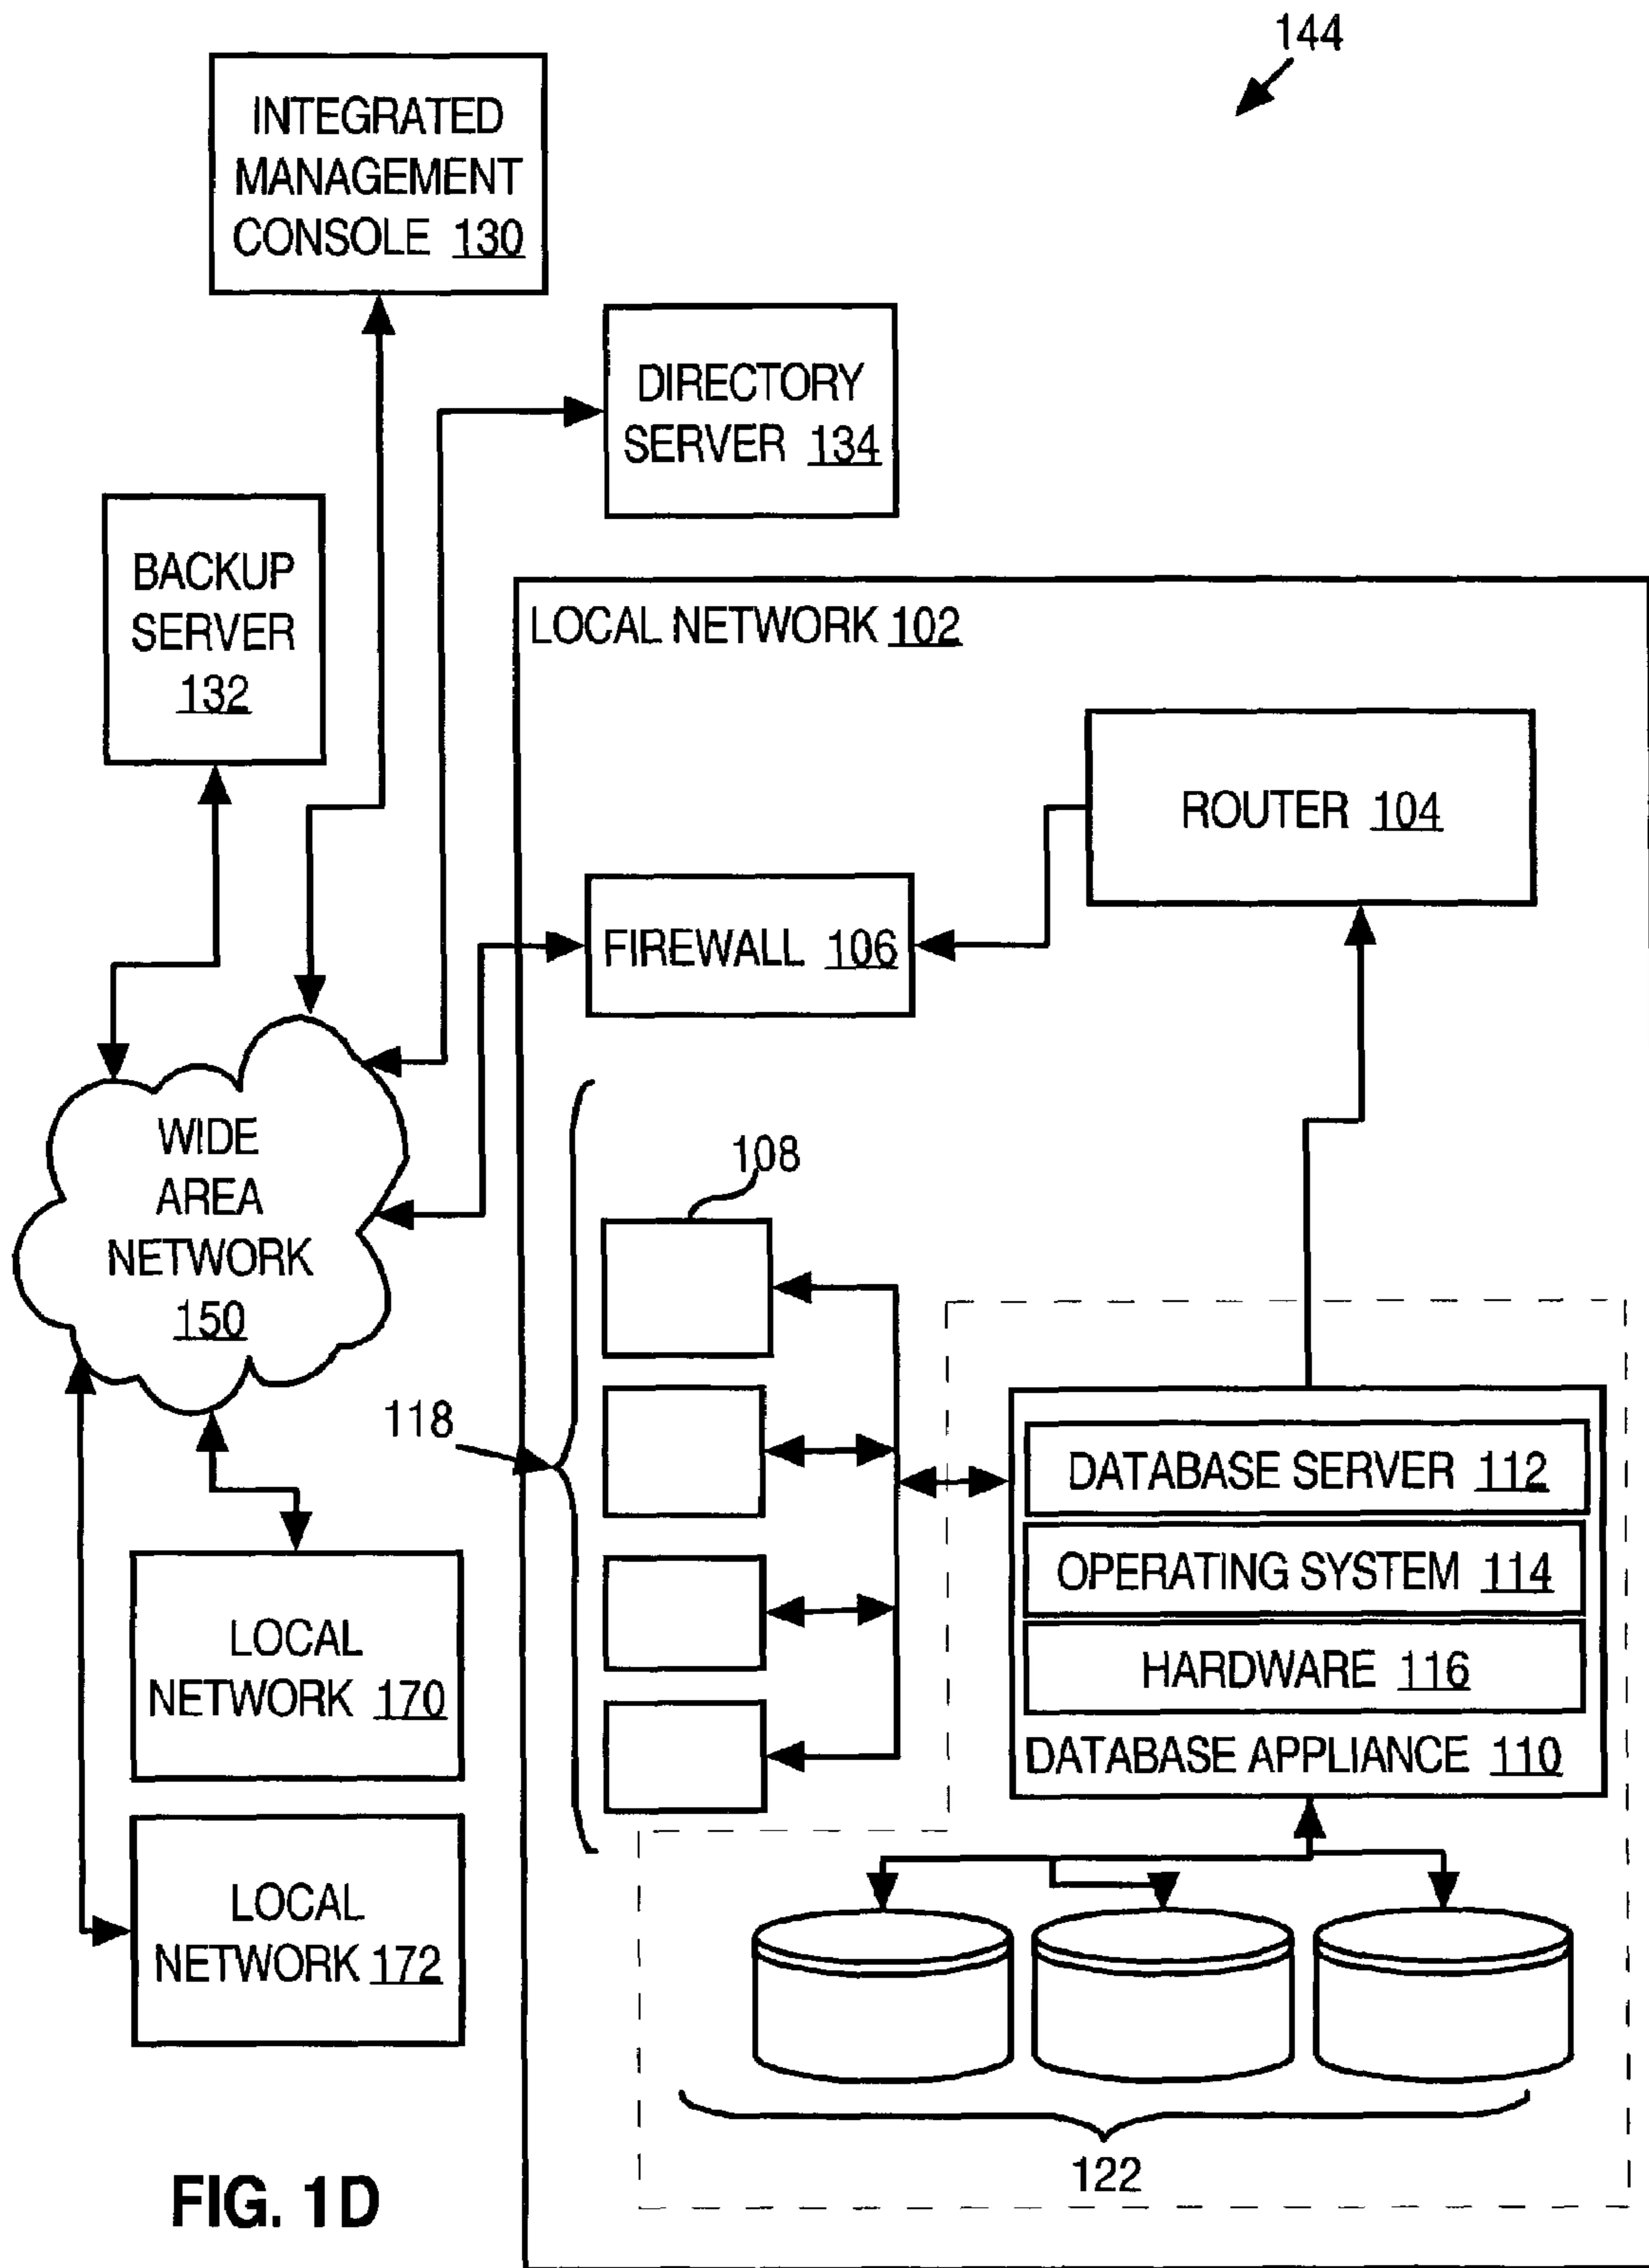 144
INTEGRATED
MANAGEMENT
CONSOLE 130
DIRECTORY
SERVER 134
BACKUP
SERVER
132
LOCAL NETWORK 102
ROUTER 104
FIREWALL 106
WIDE
AREA
NETWORK
150
108
118
DATABASE SERVER 112
OPERATING SYSTEM 114
HARDWARE 116
DATABASE APPLIANCE 110
LOCAL
NETWORK 170
LOCAL
NETWORK 172
122
FIG. 1D